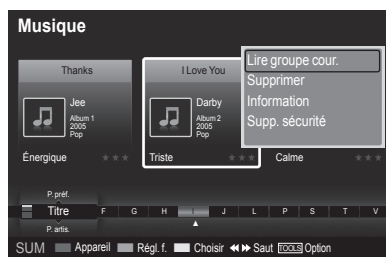 Musique
Thanks
I Love You
Lire groupe cour.
Supprimer
Information
Supp. sécurité
Jee
Album 1
2005
Pop
Darby
Album 2
2005
Pop
Énergique
Triste
Calme
P. préf.
Titre F G H I J L P S T V
P. artis.
SUM Appareil Régl. f. Choisir Saut TOOLS Option